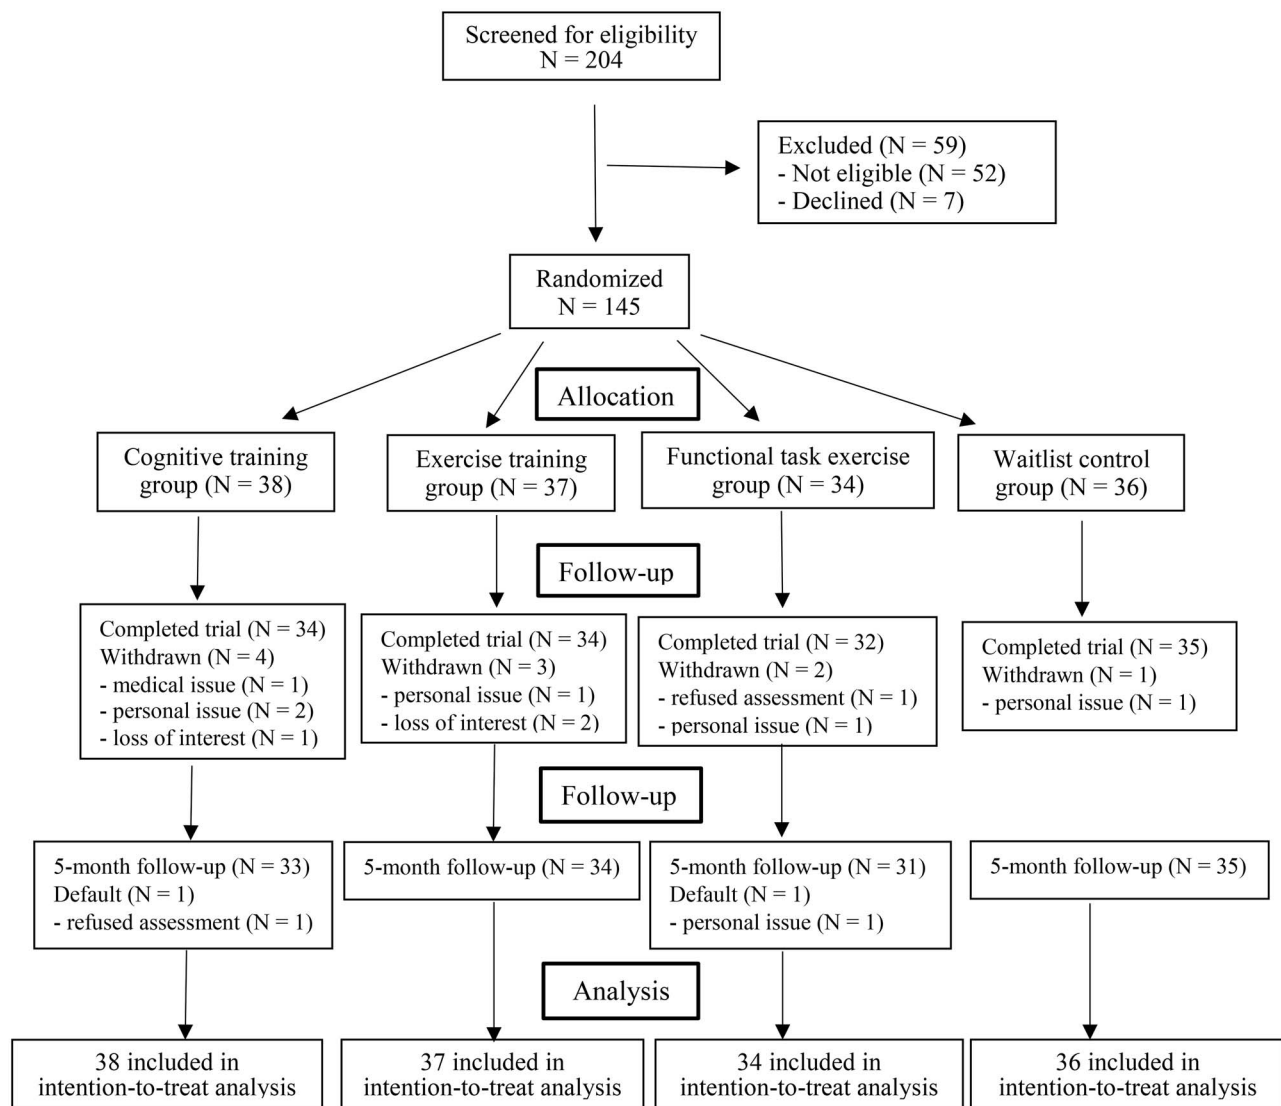 Screened for eligibility
N = 204
Excluded (N = 59)
- Not eligible (N = 52)
- Declined (N = 7)
Randomized
N = 145
Allocation
Cognitive training
group (N = 38)
Exercise training
group (N = 37)
Functional task exercise
group (N = 34)
Waitlist control
group (N = 36)
Follow-up
Completed trial (N = 34)
Withdrawn (N = 4)
- medical issue (N = 1)
- personal issue (N = 2)
- loss of interest (N = 1)
Completed trial (N = 34)
Withdrawn (N = 3)
- personal issue (N = 1)
- loss of interest (N = 2)
Completed trial (N = 32)
Withdrawn (N = 2)
- refused assessment (N = 1)
- personal issue (N = 1)
Completed trial (N = 35)
Withdrawn (N = 1)
- personal issue (N = 1)
Follow-up
5-month follow-up (N = 33)
Default (N = 1)
- refused assessment (N = 1)
5-month follow-up (N = 34)
5-month follow-up (N = 31)
Default (N = 1)
- personal issue (N = 1)
5-month follow-up (N = 35)
Analysis
38 included in
intention-to-treat analysis
37 included in
intention-to-treat analysis
34 included in
intention-to-treat analysis
36 included in
intention-to-treat analysis